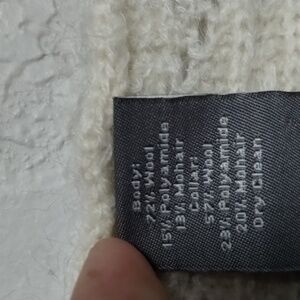 Body:
72% Wool
15% Polyamide
13% Mohair
Collar:
57% Wool
23% Polyamide
20% Mohair
Dry Clean